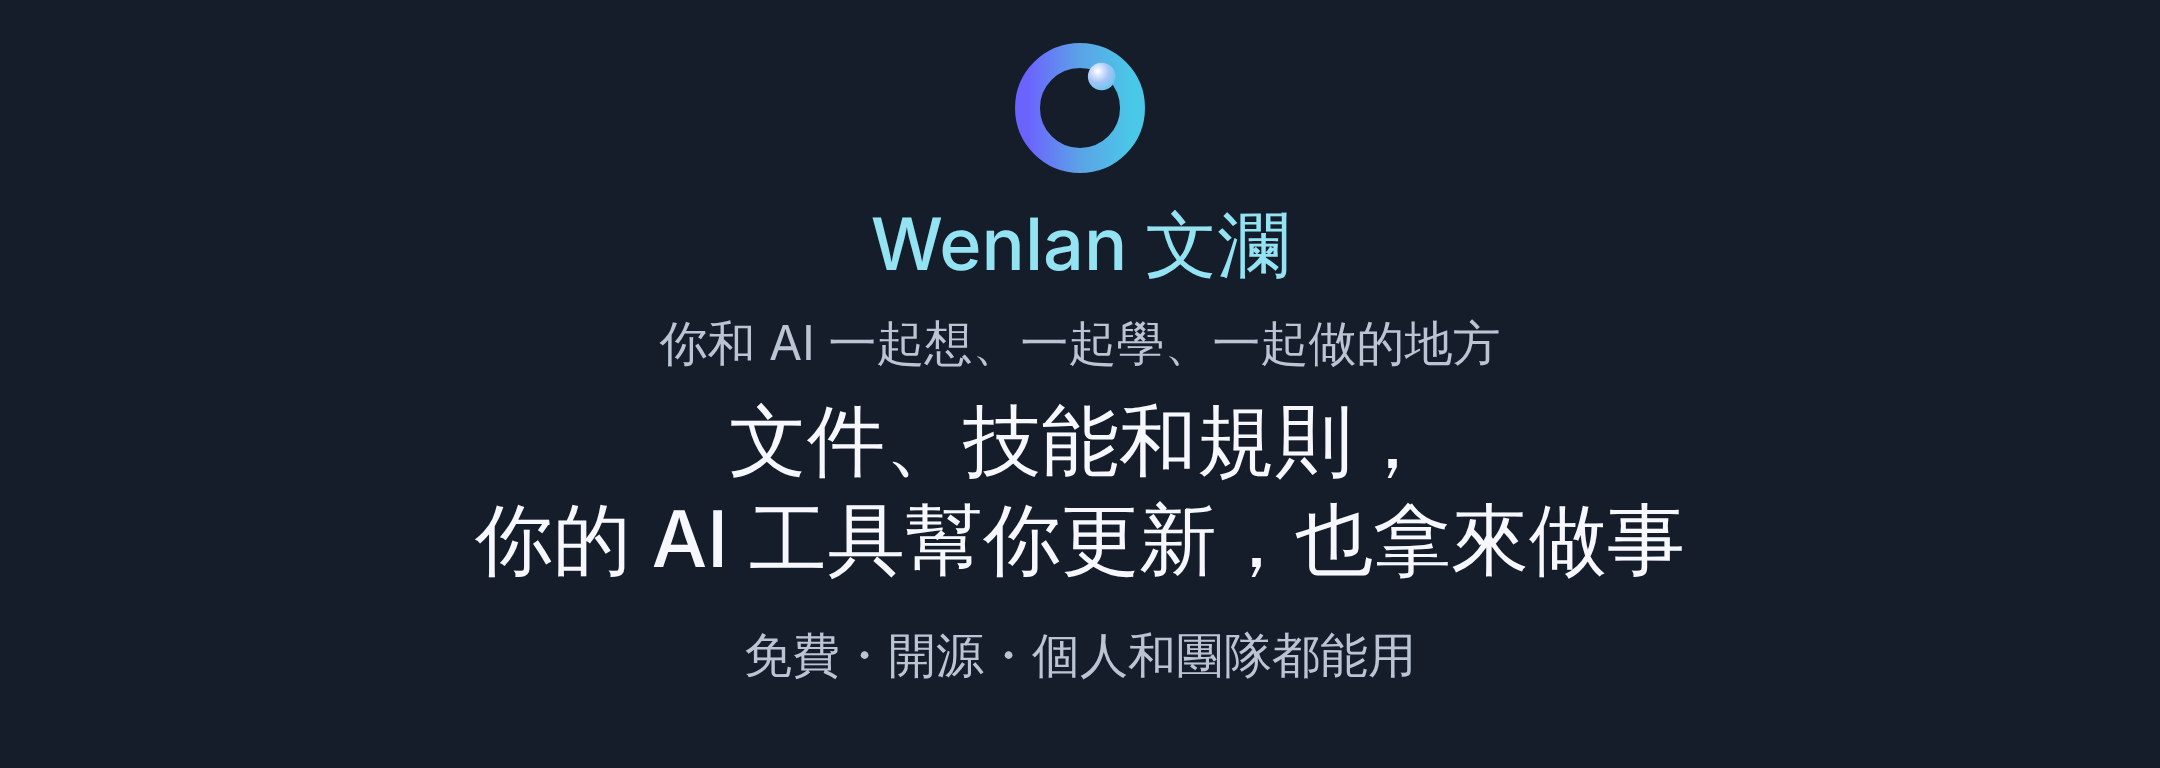 Wenlan 文瀾
你和 AI 一起想、一起學、一起做的地方
文件、技能和規則，
你的 AI 工具幫你更新，也拿來做事
免費・開源・個人和團隊都能用